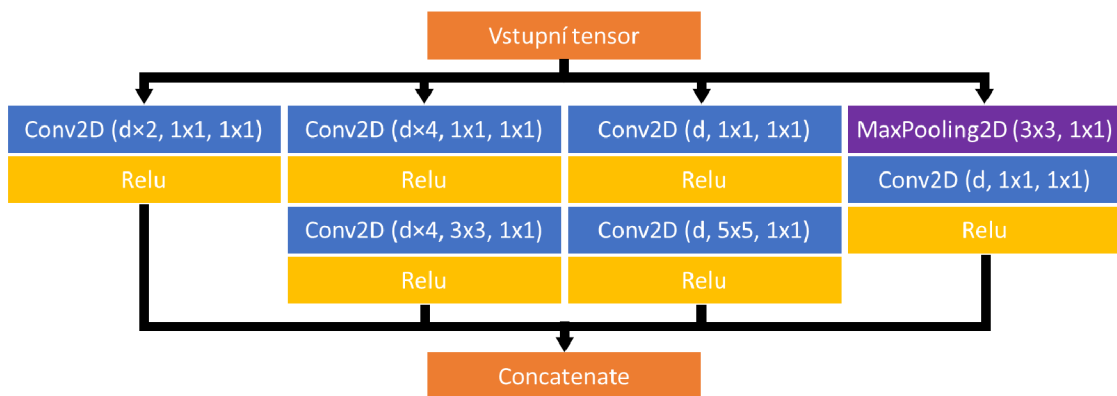 Vstupní tensor
Conv2D (d×2, 1x1, 1x1)
Relu
Conv2D (d×4, 1x1, 1x1)
Relu
Conv2D (d×4, 3x3, 1x1)
Relu
Conv2D (d, 1x1, 1x1)
Relu
Conv2D (d, 5x5, 1x1)
Relu
MaxPooling2D (3x3, 1x1)
Conv2D (d, 1x1, 1x1)
Relu
Concatenate